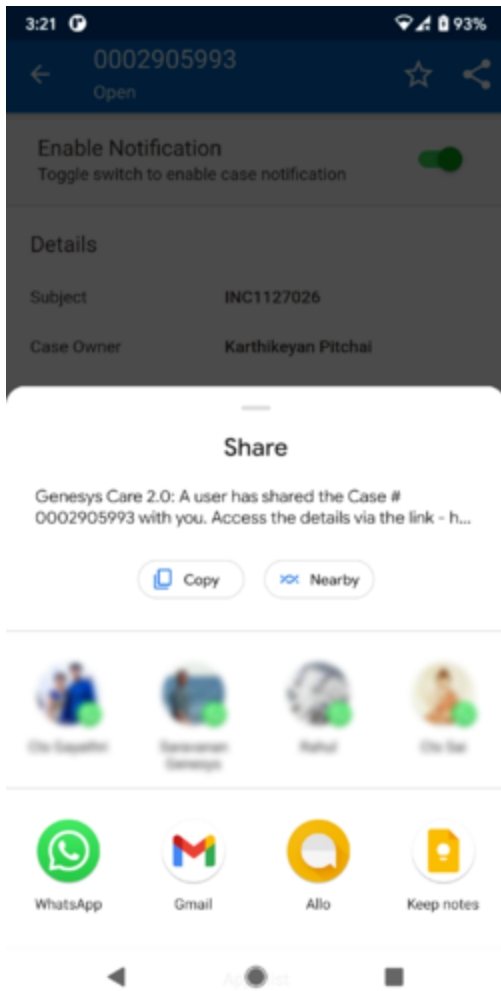 3:21
93%
0002905993
Open
Enable Notification
Toggle switch to enable case notification
Details
Subject INC1127026
Case Owner Karthikeyan Pitchai
Share
Genesys Care 2.0: A user has shared the Case #
0002905993 with you. Access the details via the link - h...
Copy Nearby
WhatsApp Gmail Allo Keep notes